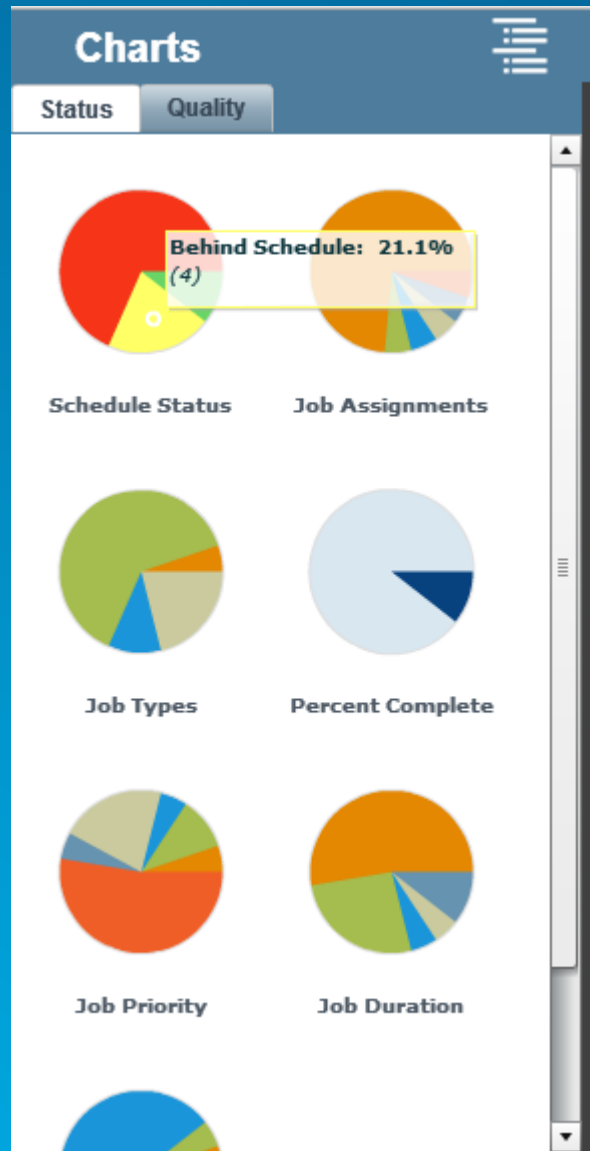 Charts
Status
Quality
Behind Schedule: 21.1%
(4)
Schedule Status
Job Assignments
Job Types
Percent Complete
Job Priority
Job Duration